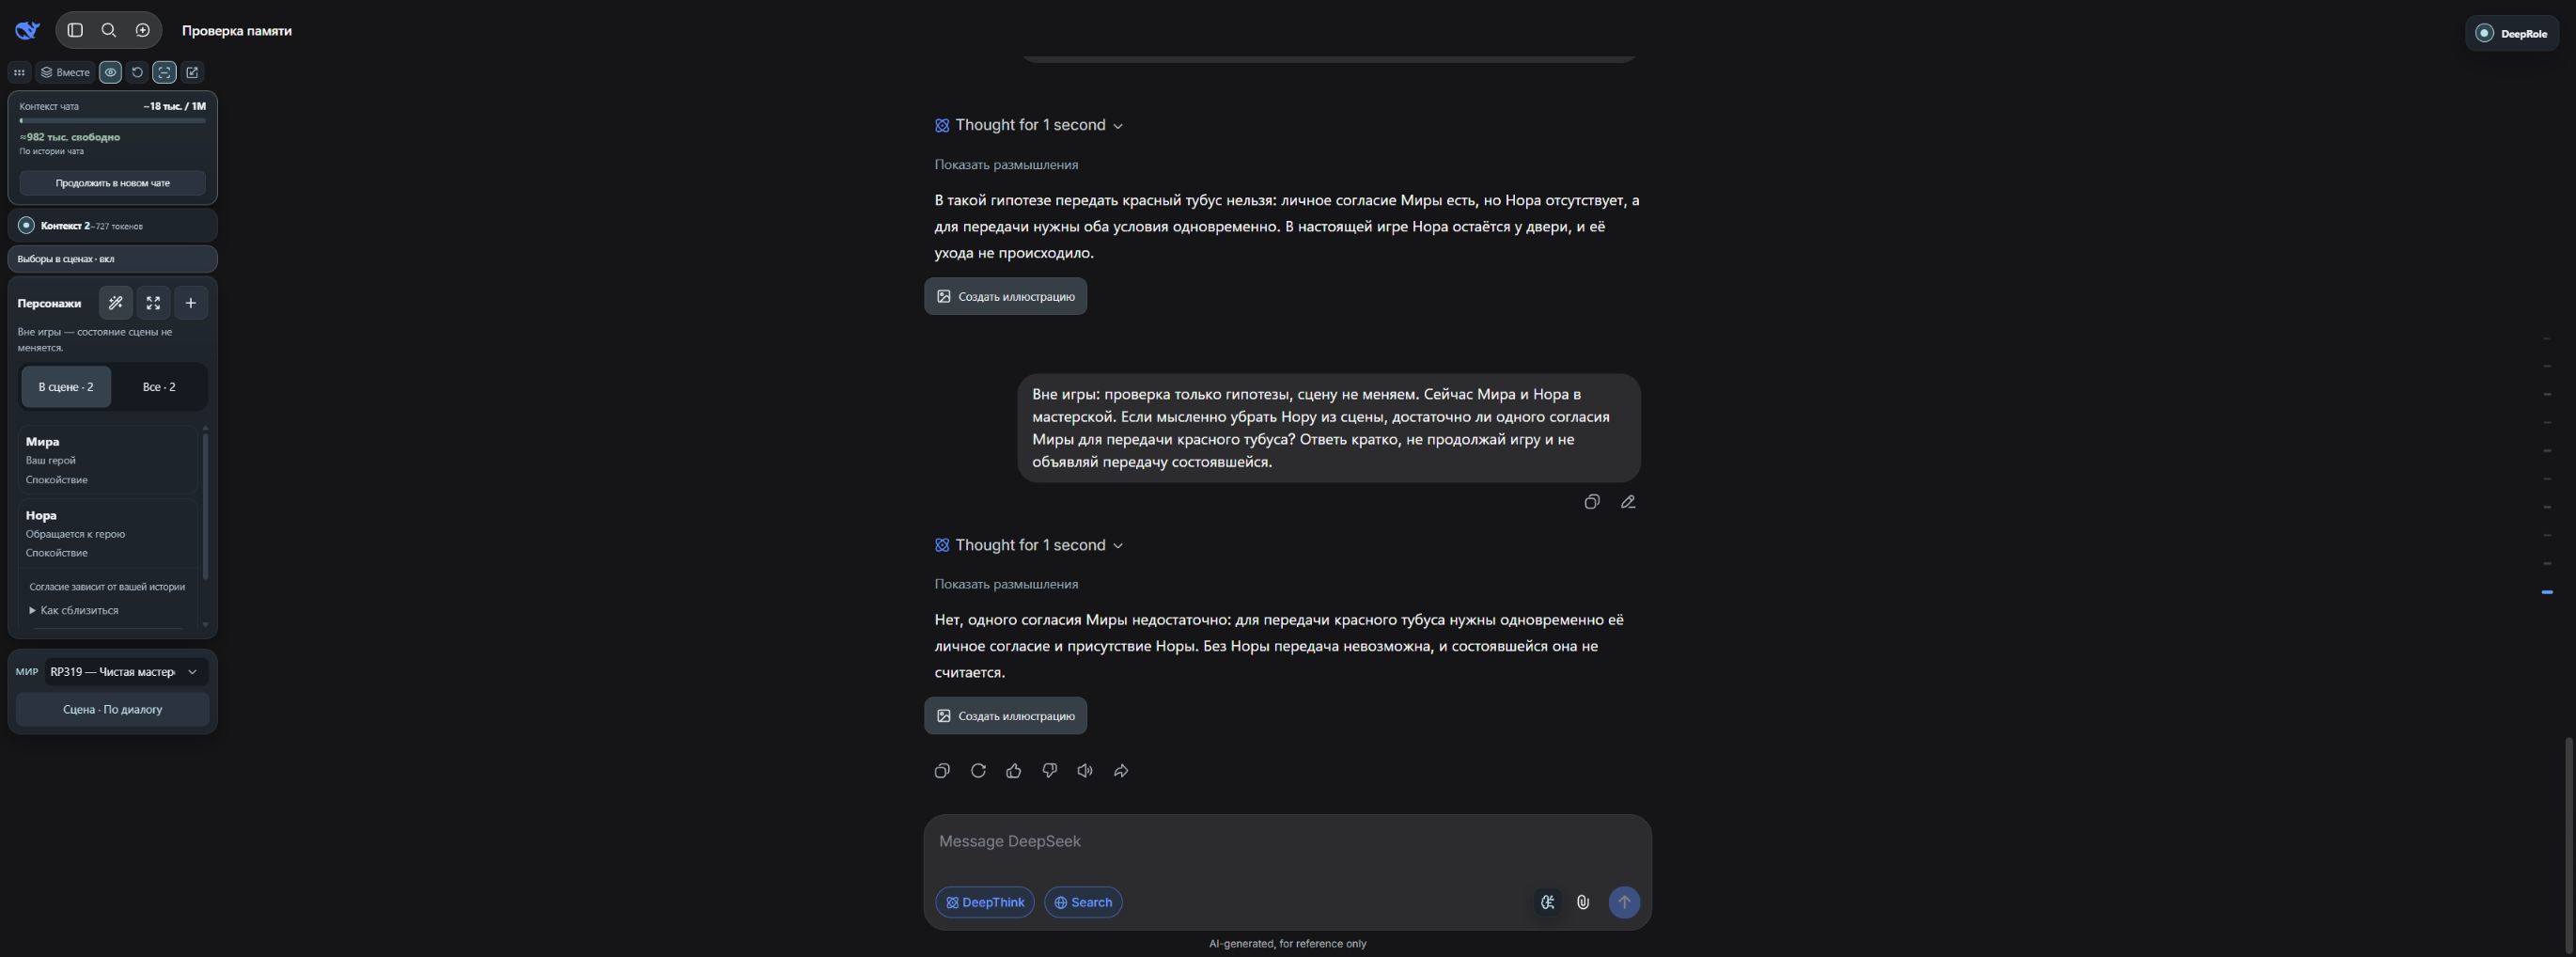 Проверка памяти
DeepRole
Вместе
Контекст чата ~18 тыс. / 1M
≈982 тыс. свободно
По истории чата
Продолжить в новом чате
Контекст 2 ~727 токенов
Выборы в сценах · вкл
Персонажи
Вне игры — состояние сцены не
меняется.
В сцене · 2 Все · 2
Мира
Ваш герой
Спокойствие
Нора
Обращается к герою
Спокойствие
Согласие зависит от вашей истории
Как сблизиться
МИР RP319 — Чистая мастер
Сцена · По диалогу
Thought for 1 second
Показать размышления
В такой гипотезе передать красный тубус нельзя: личное согласие Миры есть, но Нора отсутствует, а
для передачи нужны оба условия одновременно. В настоящей игре Нора остаётся у двери, и её
ухода не происходило.
Создать иллюстрацию
Вне игры: проверка только гипотезы, сцену не меняем. Сейчас Мира и Нора в
мастерской. Если мысленно убрать Нору из сцены, достаточно ли одного согласия
Миры для передачи красного тубуса? Ответь кратко, не продолжай игру и не
объявляй передачу состоявшейся.
Thought for 1 second
Показать размышления
Нет, одного согласия Миры недостаточно: для передачи красного тубуса нужны одновременно её
личное согласие и присутствие Норы. Без Норы передача невозможна, и состоявшейся она не
считается.
Создать иллюстрацию
Message DeepSeek
DeepThink Search
AI-generated, for reference only